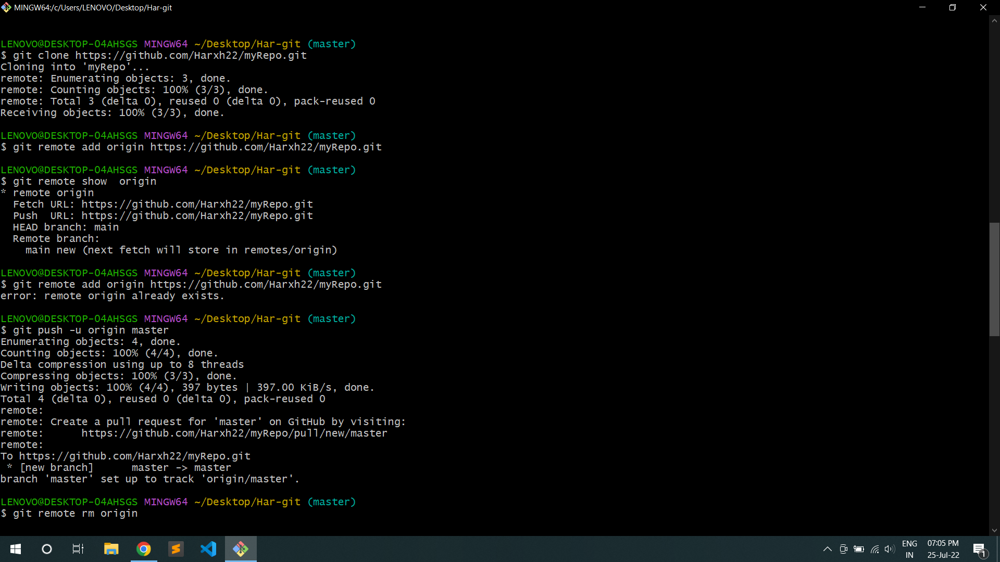 MINGW64:/c/Users/LENOVO/Desktop/Har-git
LENOVO@DESKTOP-O4AHSGS MINGW64 ~/Desktop/Har-git (master)
$ git clone https://github.com/Harxh22/myRepo.git
Cloning into 'myRepo'...
remote: Enumerating objects: 3, done.
remote: Counting objects: 100% (3/3), done.
remote: Total 3 (delta 0), reused 0 (delta 0), pack-reused 0
Receiving objects: 100% (3/3), done.
LENOVO@DESKTOP-O4AHSGS MINGW64 ~/Desktop/Har-git (master)
$ git remote add origin https://github.com/Harxh22/myRepo.git
LENOVO@DESKTOP-O4AHSGS MINGW64 ~/Desktop/Har-git (master)
$ git remote show  origin
* remote origin
  Fetch URL: https://github.com/Harxh22/myRepo.git
  Push  URL: https://github.com/Harxh22/myRepo.git
  HEAD branch: main
  Remote branch:
    main new (next fetch will store in remotes/origin)
LENOVO@DESKTOP-O4AHSGS MINGW64 ~/Desktop/Har-git (master)
$ git remote add origin https://github.com/Harxh22/myRepo.git
error: remote origin already exists.
LENOVO@DESKTOP-O4AHSGS MINGW64 ~/Desktop/Har-git (master)
$ git push -u origin master
Enumerating objects: 4, done.
Counting objects: 100% (4/4), done.
Delta compression using up to 8 threads
Compressing objects: 100% (3/3), done.
Writing objects: 100% (4/4), 397 bytes | 397.00 KiB/s, done.
Total 4 (delta 0), reused 0 (delta 0), pack-reused 0
remote:
remote: Create a pull request for 'master' on GitHub by visiting:
remote:      https://github.com/Harxh22/myRepo/pull/new/master
remote:
To https://github.com/Harxh22/myRepo.git
 * [new branch]      master -> master
branch 'master' set up to track 'origin/master'.
LENOVO@DESKTOP-O4AHSGS MINGW64 ~/Desktop/Har-git (master)
$ git remote rm origin
ENG
IN
07:05 PM
25-Jul-22
1